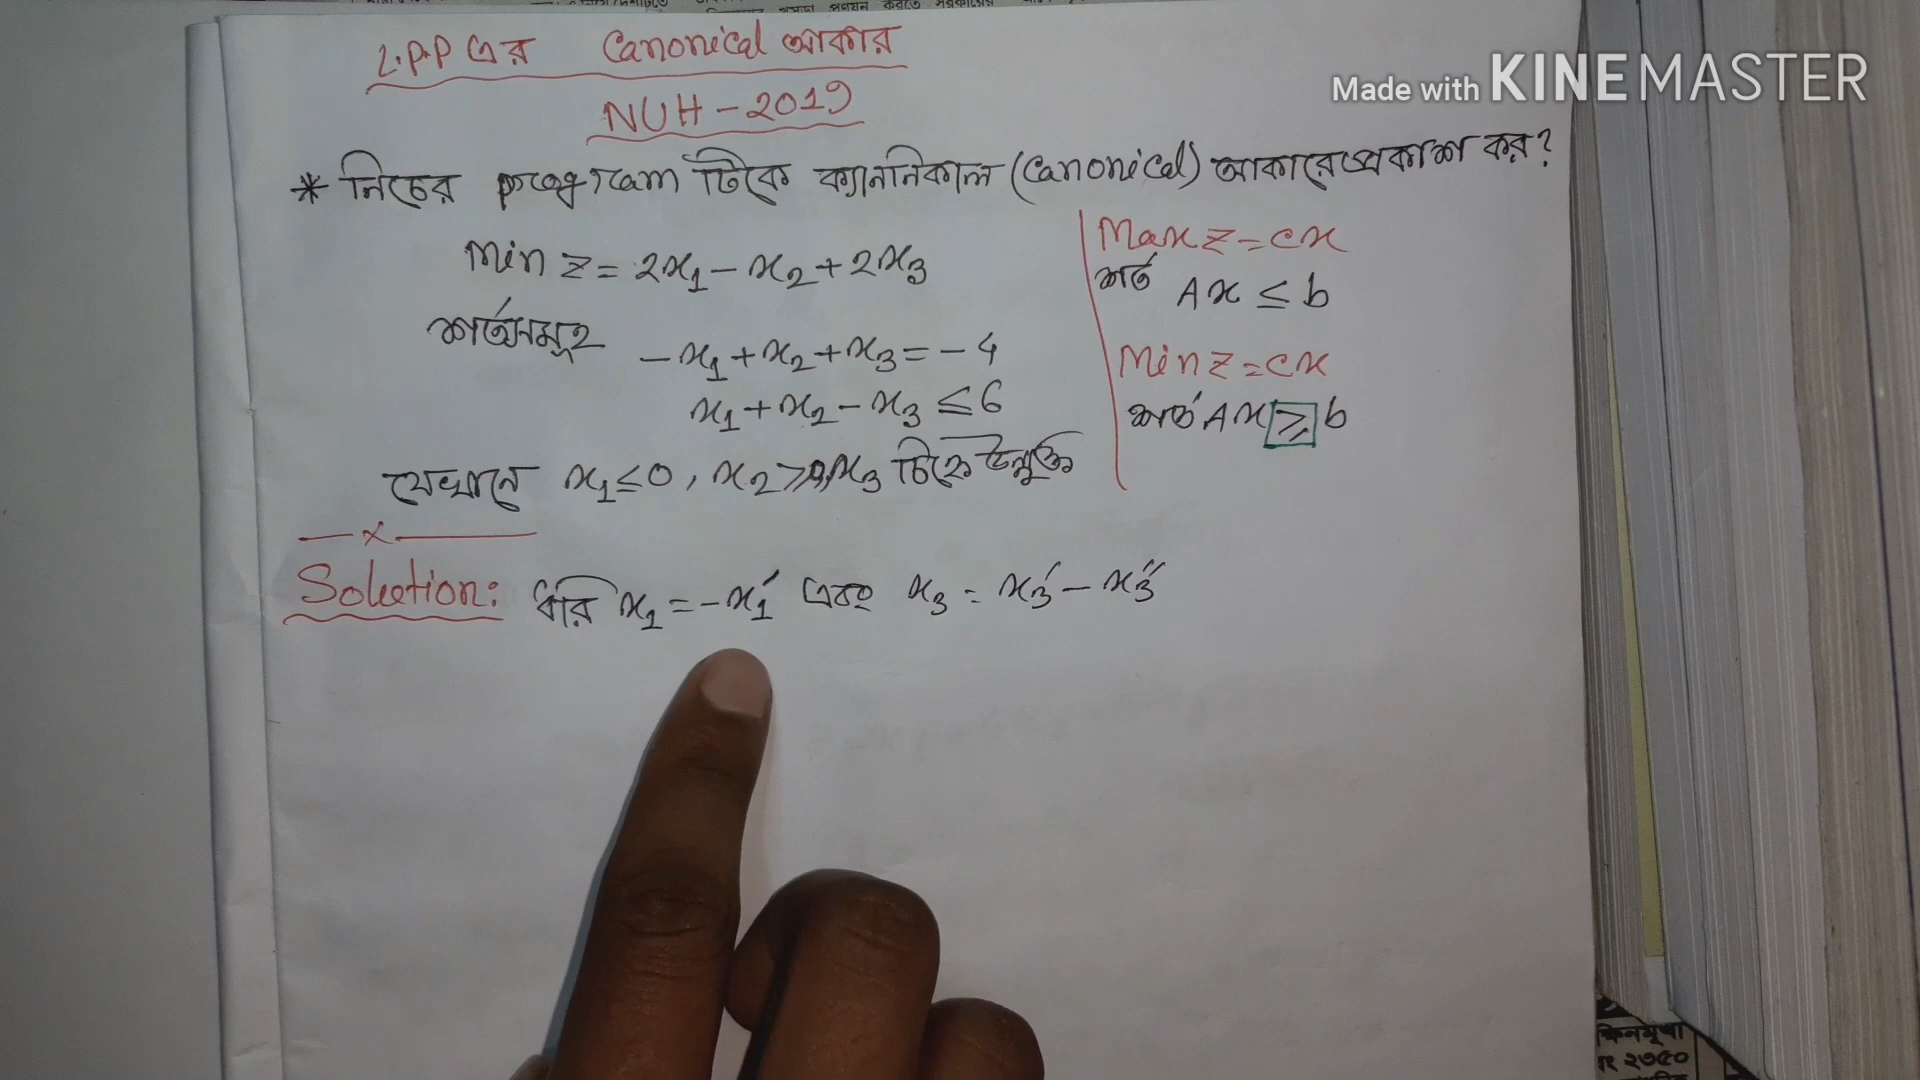 L.P.P এর Canonical আকার
Made with KINEMASTER
NUH - 2019
* নিচের program টিকে ক্যাননিকাল (Canonical) আকারে প্রকাশ কর?
Min z = 2x₁ - x₂ + 2x₃
শর্তসমূহ
-x₁ + x₂ + x₃ = -4
x₁ + x₂ - x₃ ≤ 6
যেখানে x₁ ≤ 0, x₂ ≥ 0, x₃ চিহ্নে উন্মুক্ত
Max z = cx
শর্ত Ax ≤ b
Min z = cx
শর্ত Ax ≥ b
Solution: ধরি x₁ = -x₁′ এবং x₃ = x₃′ - x₃″